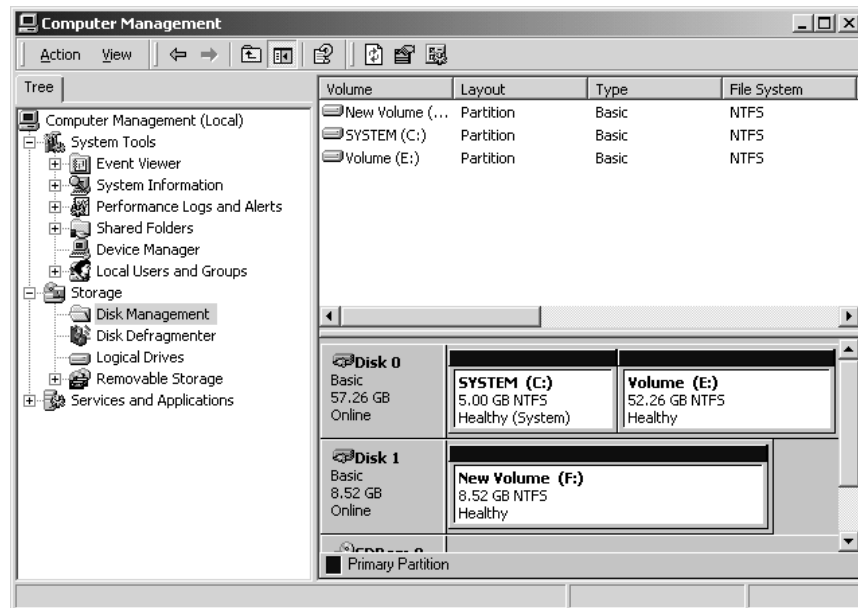 Computer Management
Action View
Tree
Computer Management (Local)
System Tools
Event Viewer
System Information
Performance Logs and Alerts
Shared Folders
Device Manager
Local Users and Groups
Storage
Disk Management
Disk Defragmenter
Logical Drives
Removable Storage
Services and Applications
Volume Layout Type File System
New Volume (... Partition Basic NTFS
SYSTEM (C:) Partition Basic NTFS
Volume (E:) Partition Basic NTFS
Disk 0
Basic
57.26 GB
Online
SYSTEM (C:)
5.00 GB NTFS
Healthy (System)
Volume (E:)
52.26 GB NTFS
Healthy
Disk 1
Basic
8.52 GB
Online
New Volume (F:)
8.52 GB NTFS
Healthy
Primary Partition